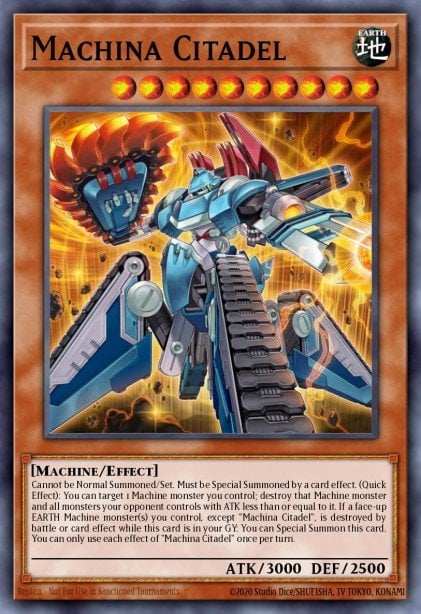 Machina Citadel
EARTH
地
[Machine/Effect]
Cannot be Normal Summoned/Set. Must be Special Summoned by a card effect. (Quick
Effect): You can target 1 Machine monster you control; destroy that Machine monster
and all monsters your opponent controls with ATK less than or equal to it. If a face-up
EARTH Machine monster(s) you control, except "Machina Citadel", is destroyed by
battle or card effect while this card is in your GY: You can Special Summon this card.
You can only use each effect of "Machina Citadel" once per turn.
ATK/3000 DEF/2500
Replica - Not For Use in Sanctioned Tournaments
©2020 Studio Dice/SHUEISHA, TV TOKYO, KONAMI